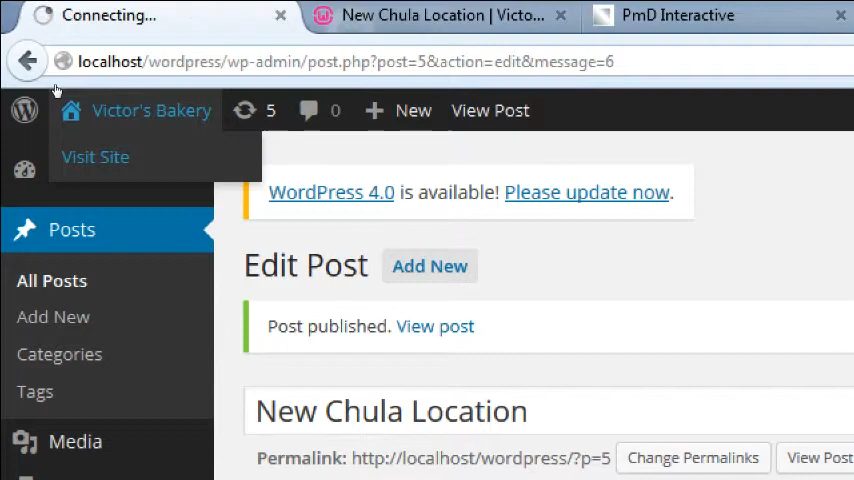 Connecting...
New Chula Location | Victo...
PmD Interactive
localhost/wordpress/wp-admin/post.php?post=5&action=edit&message=6
Victor's Bakery
5
0
New
View Post
Visit Site
WordPress 4.0 is available! Please update now.
Posts
Edit Post
Add New
All Posts
Post published. View post
Add New
Categories
Tags
New Chula Location
Media
Permalink: http://localhost/wordpress/?p=5
Change Permalinks
View Post